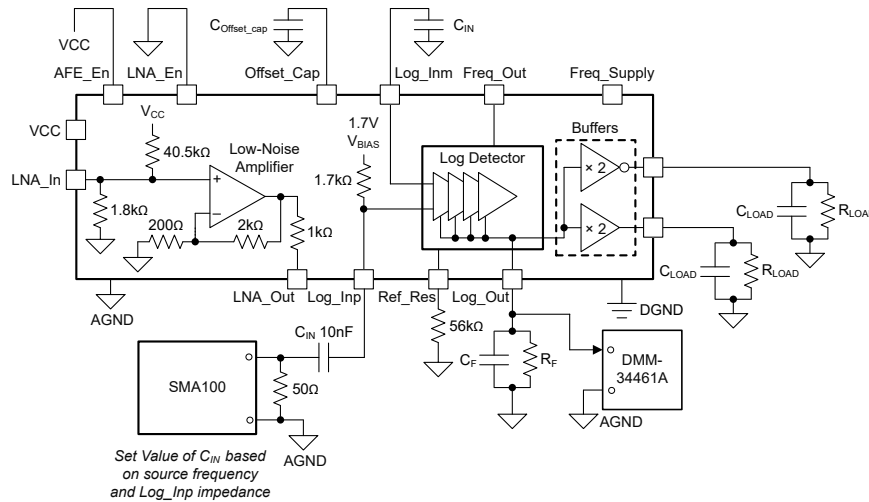 C_Offset_cap
C_IN
VCC
AFE_En
LNA_En
Offset_Cap
Log_Inm
Freq_Out
Freq_Supply
VCC
V_CC
40.5kΩ
Low-Noise
Amplifier
1.7V
V_BIAS
1.7kΩ
Log Detector
Buffers
× 2
LNA_In
+
1.8kΩ
200Ω
−
2kΩ
1kΩ
× 2
C_LOAD
R_LOAD
C_LOAD
R_LOAD
AGND
LNA_Out
Log_Inp
Ref_Res
Log_Out
DGND
C_IN 10nF
56kΩ
C_F
R_F
SMA100
50Ω
DMM-
34461A
AGND
AGND
Set Value of C_IN based
on source frequency
and Log_Inp impedance